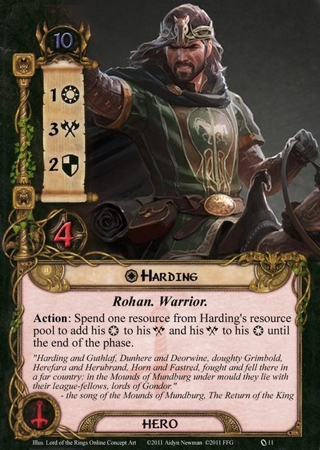 10
1
3
2
4
Harding
Rohan. Warrior.
Action: Spend one resource from Harding's resource
pool to add his to his and his to his until
the end of the phase.
"Harding and Guthlaf, Dunhere and Deorwine, doughty Grimbold,
Herefara and Herubrand, Horn and Fastred, fought and fell there in
a far country: in the Mounds of Mundburg under mould they lie with
their league-fellows, lords of Gondor."
- the song of the Mounds of Mundburg, The Return of the King
HERO
Illus. Lord of the Rings Online Concept Art ©2011 Aidyn Newman ©2011 FFG 11